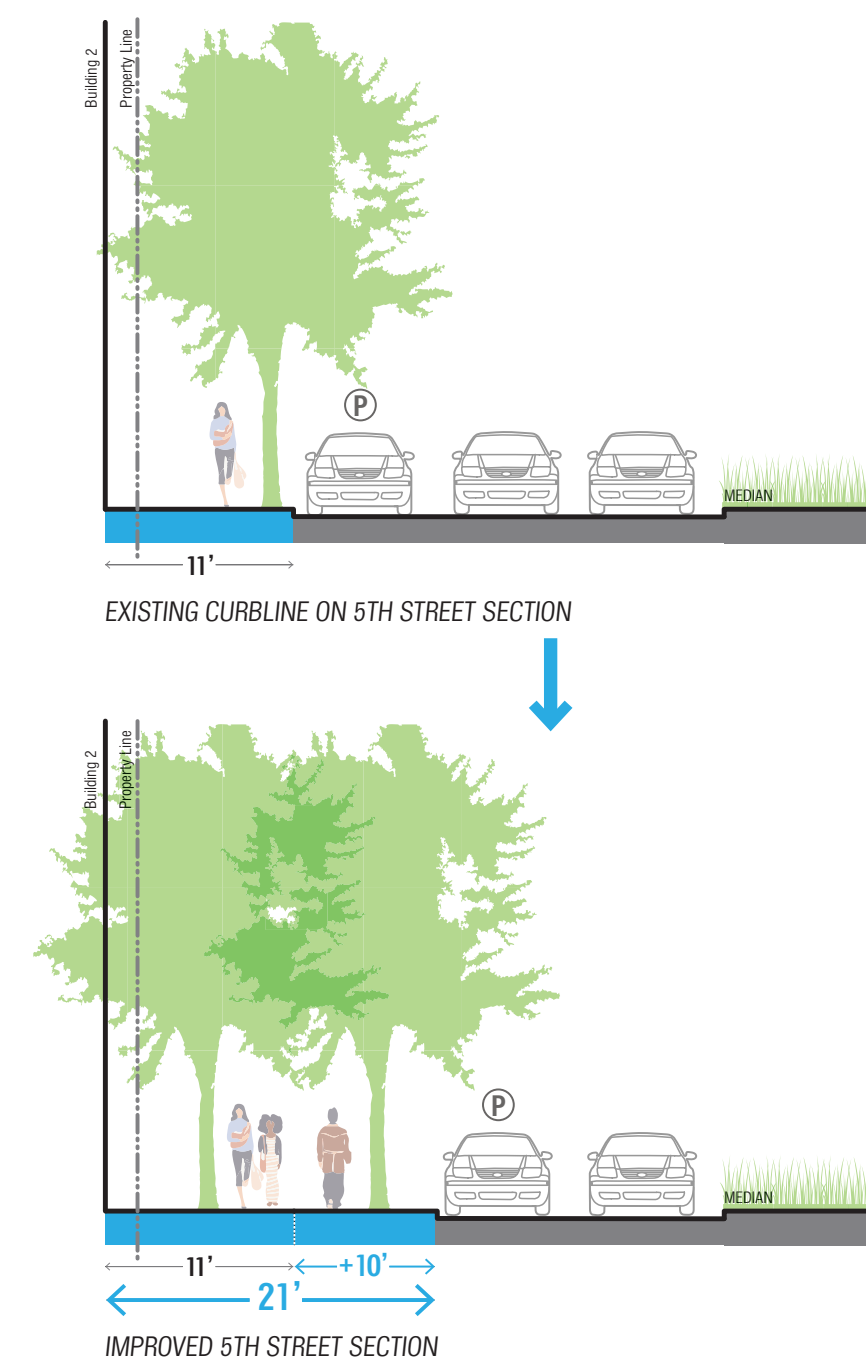 Building 2
Property Line
P
MEDIAN
11’
EXISTING CURBLINE ON 5TH STREET SECTION
Building 2
Property Line
P
MEDIAN
11’
+10’
21’
IMPROVED 5TH STREET SECTION